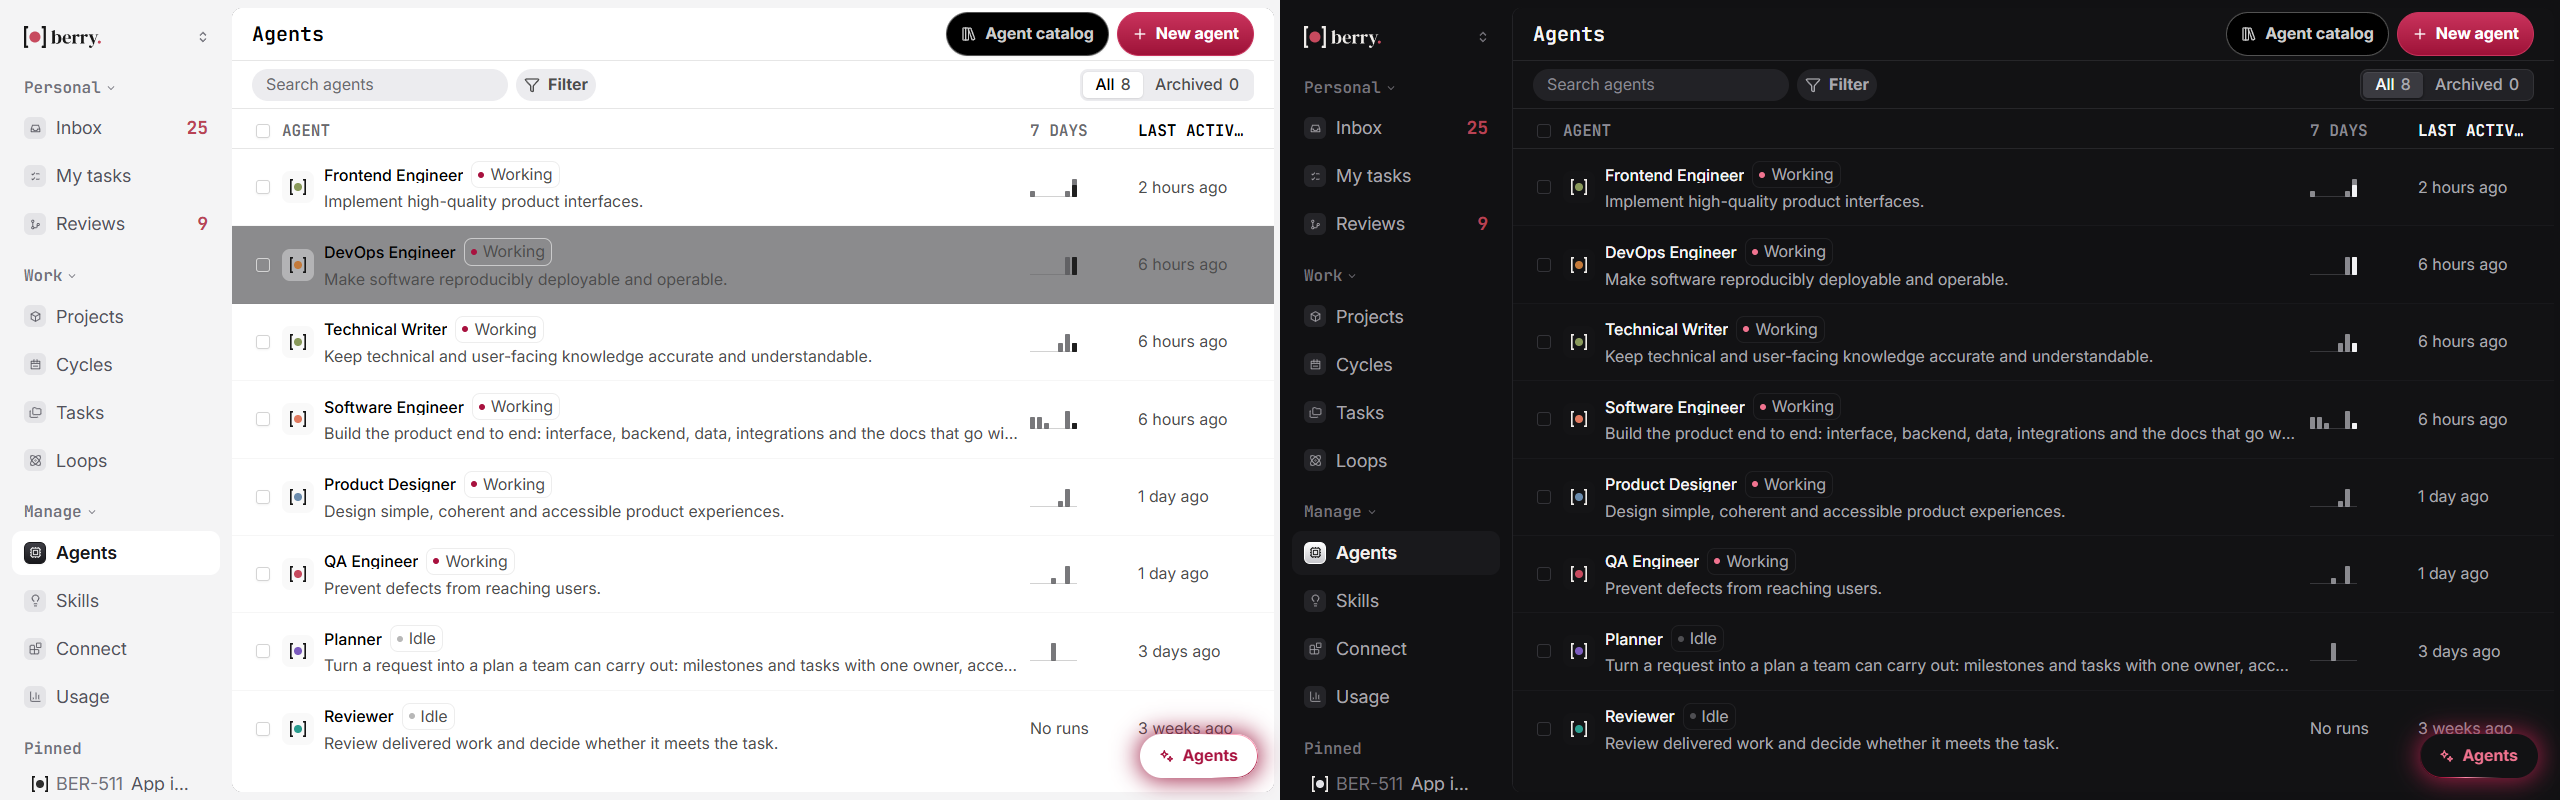 berry.
Personal
Inbox 25
My tasks
Reviews 9
Work
Projects
Cycles
Tasks
Loops
Manage
Agents
Skills
Connect
Usage
Pinned
BER-511 App i...
Agents
Agent catalog
New agent
Search agents
Filter
All 8 Archived 0
AGENT 7 DAYS LAST ACTIV...
Frontend Engineer Working
Implement high-quality product interfaces.
2 hours ago
DevOps Engineer Working
Make software reproducibly deployable and operable.
6 hours ago
Technical Writer Working
Keep technical and user-facing knowledge accurate and understandable.
6 hours ago
Software Engineer Working
Build the product end to end: interface, backend, data, integrations and the docs that go wi...
6 hours ago
Product Designer Working
Design simple, coherent and accessible product experiences.
1 day ago
QA Engineer Working
Prevent defects from reaching users.
1 day ago
Planner Idle
Turn a request into a plan a team can carry out: milestones and tasks with one owner, acce...
3 days ago
Reviewer Idle
Review delivered work and decide whether it meets the task.
No runs 3 weeks ago
Agents
berry.
Personal
Inbox 25
My tasks
Reviews 9
Work
Projects
Cycles
Tasks
Loops
Manage
Agents
Skills
Connect
Usage
Pinned
BER-511 App i...
Agents
Agent catalog
New agent
Search agents
Filter
All 8 Archived 0
AGENT 7 DAYS LAST ACTIV...
Frontend Engineer Working
Implement high-quality product interfaces.
2 hours ago
DevOps Engineer Working
Make software reproducibly deployable and operable.
6 hours ago
Technical Writer Working
Keep technical and user-facing knowledge accurate and understandable.
6 hours ago
Software Engineer Working
Build the product end to end: interface, backend, data, integrations and the docs that go w...
6 hours ago
Product Designer Working
Design simple, coherent and accessible product experiences.
1 day ago
QA Engineer Working
Prevent defects from reaching users.
1 day ago
Planner Idle
Turn a request into a plan a team can carry out: milestones and tasks with one owner, acc...
3 days ago
Reviewer Idle
Review delivered work and decide whether it meets the task.
No runs 3 weeks ago
Agents